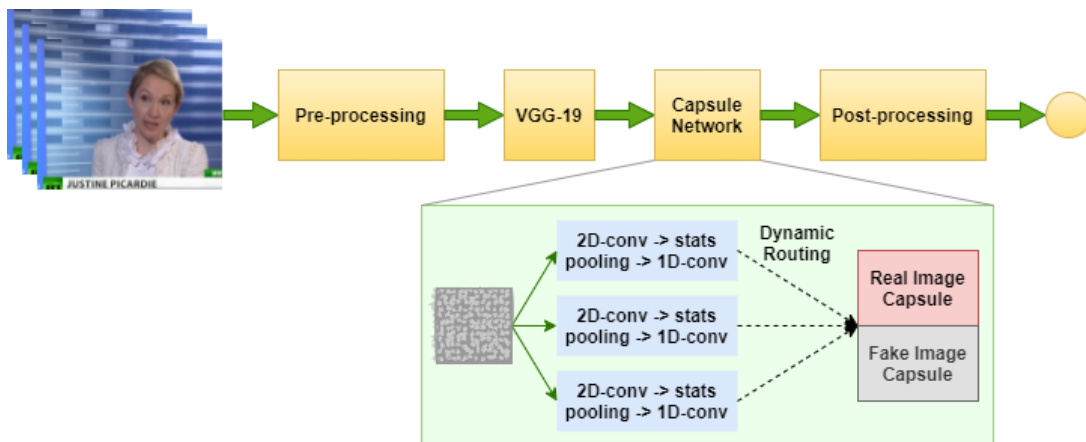 JUSTINE PICARDIE
Pre-processing
VGG-19
Capsule
Network
Post-processing
2D-conv -> stats
pooling -> 1D-conv
2D-conv -> stats
pooling -> 1D-conv
2D-conv -> stats
pooling -> 1D-conv
Dynamic
Routing
Real Image
Capsule
Fake Image
Capsule